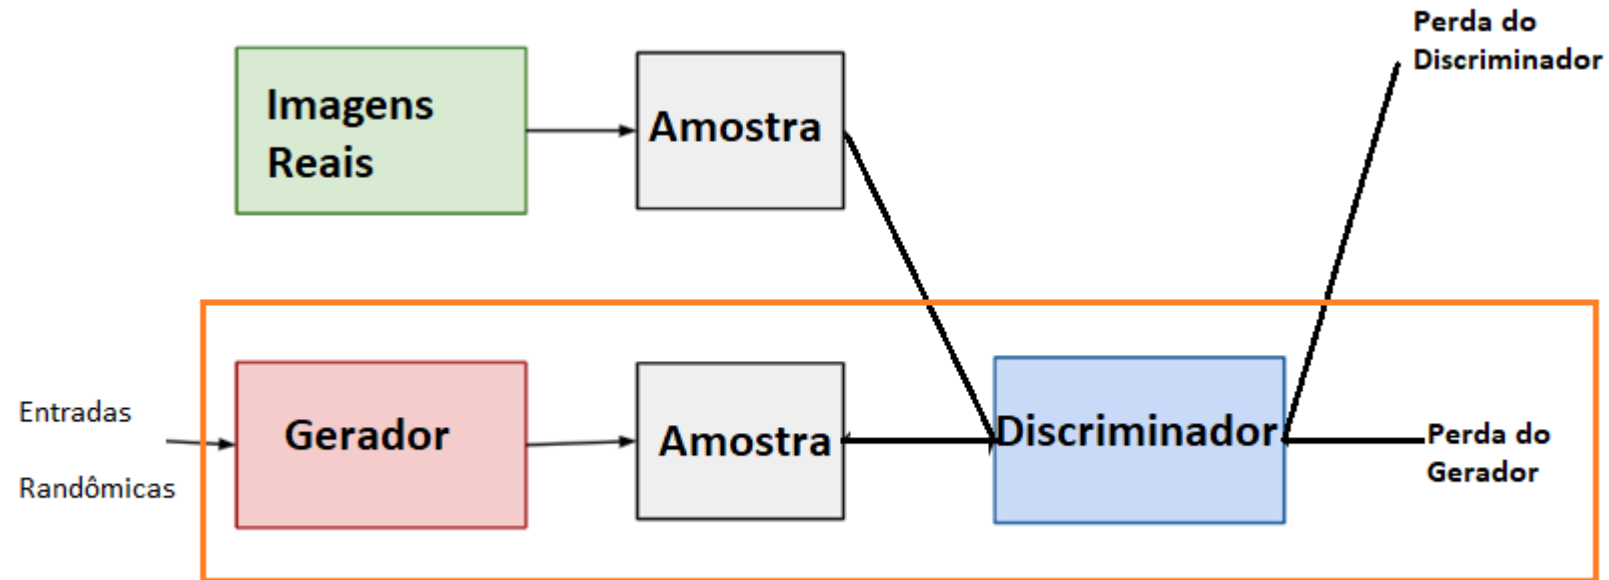 Perda do
Discriminador
Imagens
Reais
Amostra
Entradas
Randômicas
Gerador
Amostra
Discriminador
Perda do
Gerador